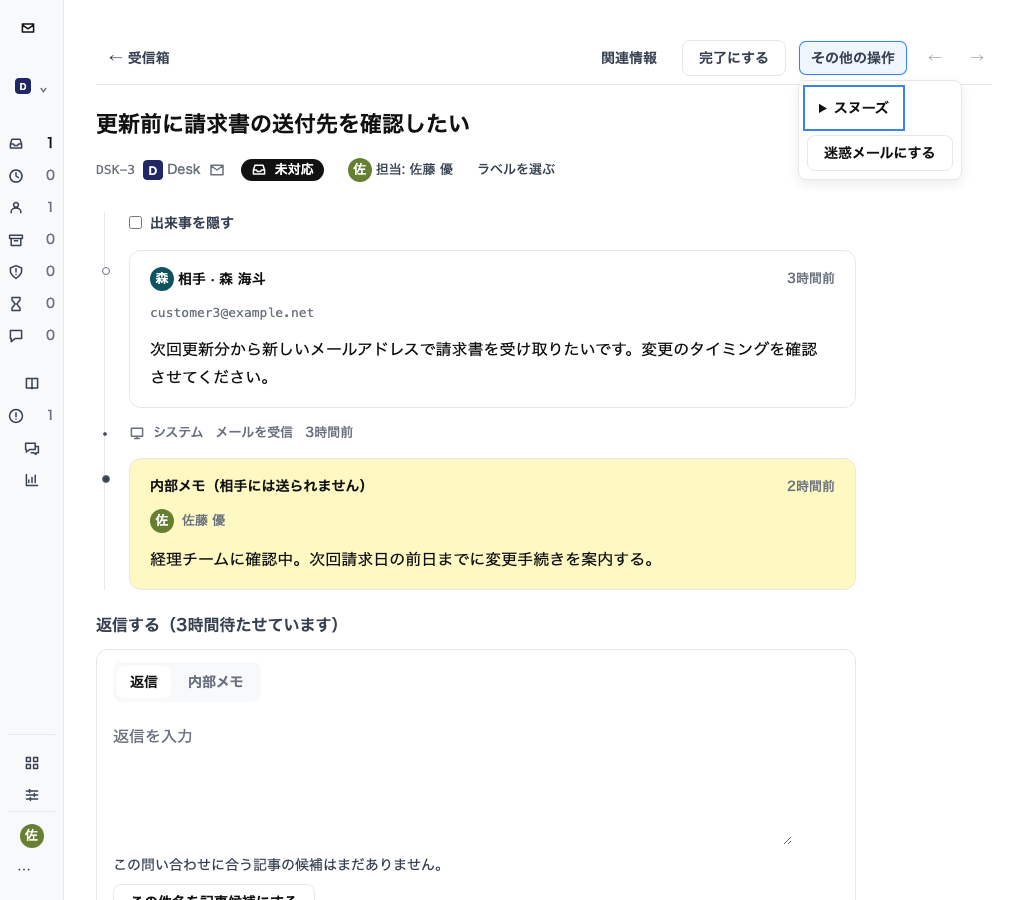 ← 受信箱
関連情報
完了にする
その他の操作
←
→
D
▶ スヌーズ
迷惑メールにする
更新前に請求書の送付先を確認したい
DSK-3 D Desk 未対応 佐 担当: 佐藤 優 ラベルを選ぶ
1
0
1
0
0
0
0
1
出来事を隠す
森 相手 · 森 海斗 3時間前
customer3@example.net
次回更新分から新しいメールアドレスで請求書を受け取りたいです。変更のタイミングを確認
させてください。
システム メールを受信 3時間前
内部メモ（相手には送られません） 2時間前
佐 佐藤 優
経理チームに確認中。次回請求日の前日までに変更手続きを案内する。
返信する（3時間待たせています）
返信 内部メモ
返信を入力
この問い合わせに合う記事の候補はまだありません。
この件名を記事候補にする
佐
…